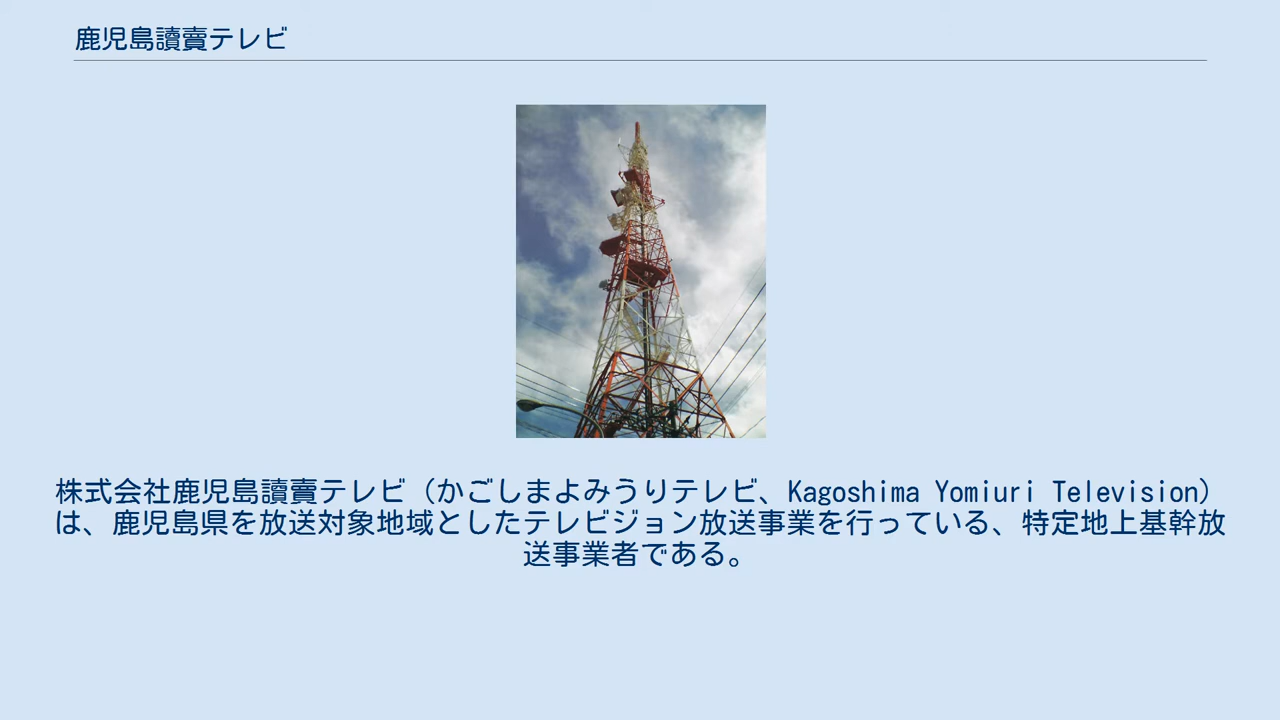 鹿児島讀賣テレビ
株式会社鹿児島讀賣テレビ（かごしまよみうりテレビ、Kagoshima Yomiuri Television）
は、鹿児島県を放送対象地域としたテレビジョン放送事業を行っている、特定地上基幹放
送事業者である。